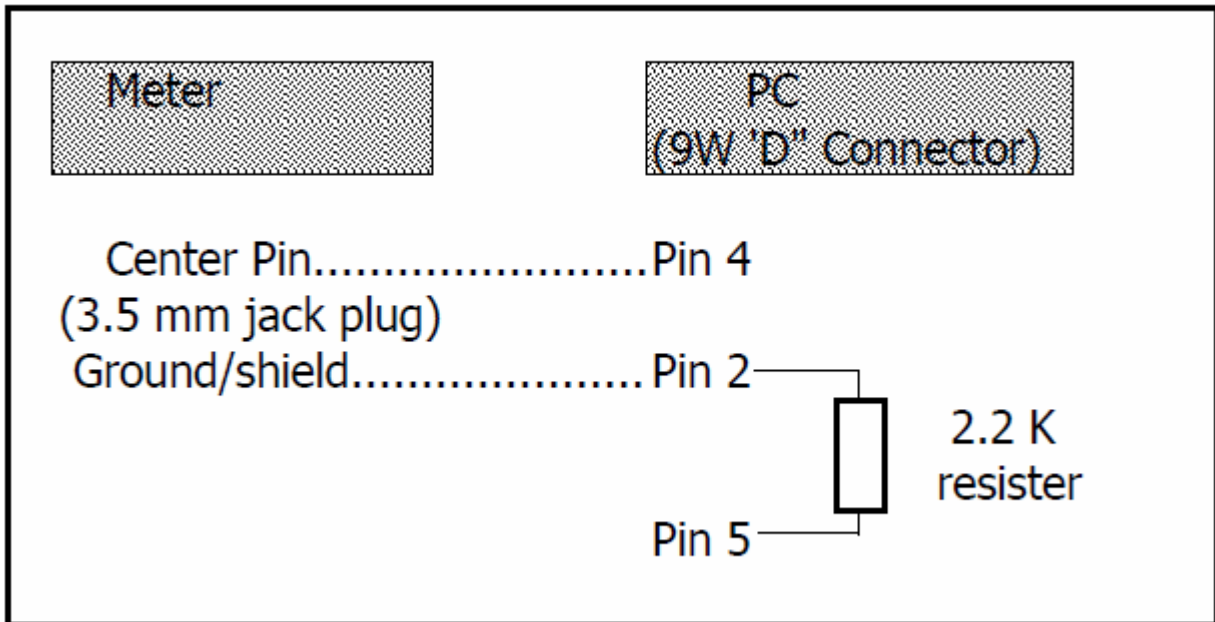 Meter
PC
(9W 'D" Connector)
Center Pin........................Pin 4
(3.5 mm jack plug)
Ground/shield..................... Pin 2
2.2 K
resister
Pin 5